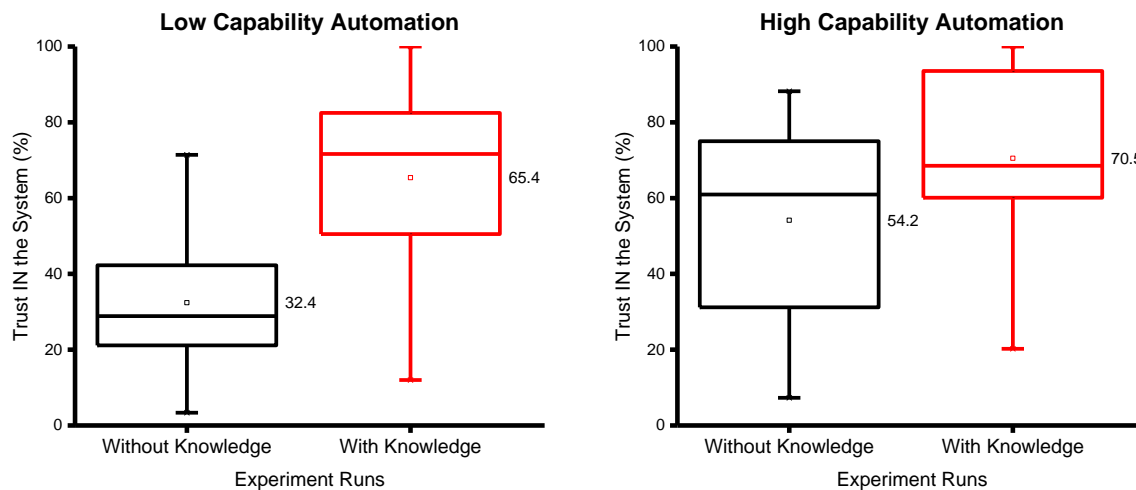 Low Capability Automation
100
80
60
40
20
0
Trust IN the System (%)
32.4
65.4
Without Knowledge
With Knowledge
Experiment Runs
High Capability Automation
100
80
60
40
20
0
Trust IN the System (%)
54.2
70.5
Without Knowledge
With Knowledge
Experiment Runs